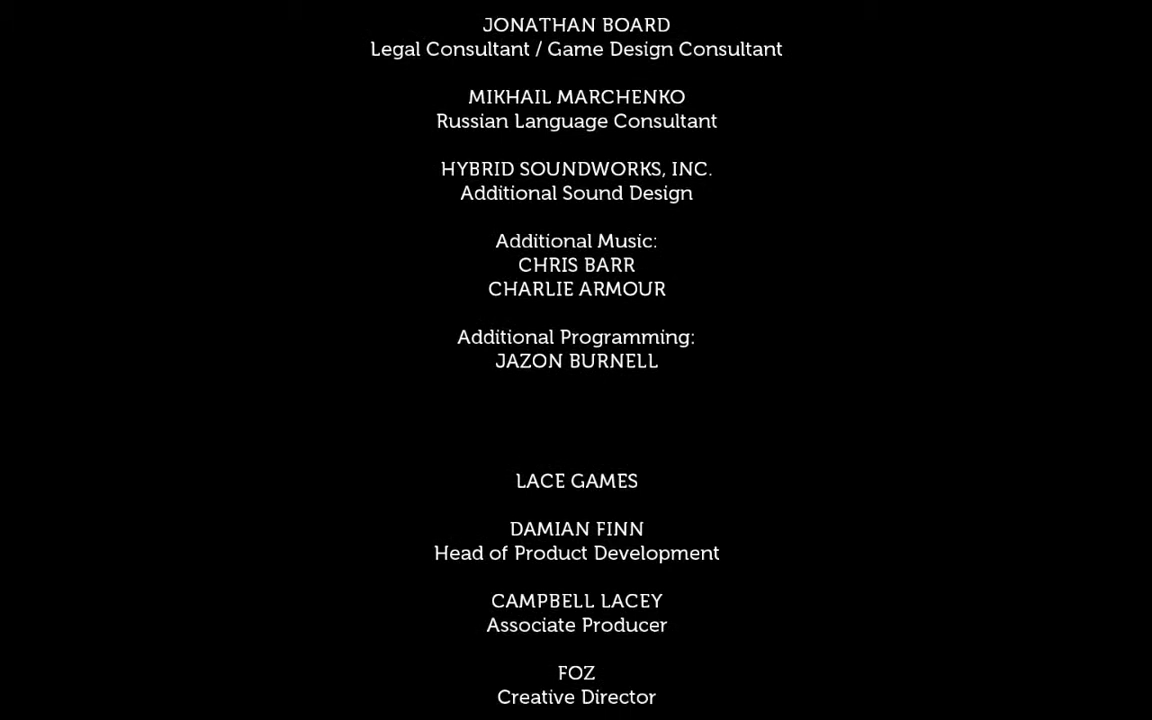 JONATHAN BOARD
Legal Consultant / Game Design Consultant
MIKHAIL MARCHENKO
Russian Language Consultant
HYBRID SOUNDWORKS, INC.
Additional Sound Design
Additional Music:
CHRIS BARR
CHARLIE ARMOUR
Additional Programming:
JAZON BURNELL
LACE GAMES
DAMIAN FINN
Head of Product Development
CAMPBELL LACEY
Associate Producer
FOZ
Creative Director